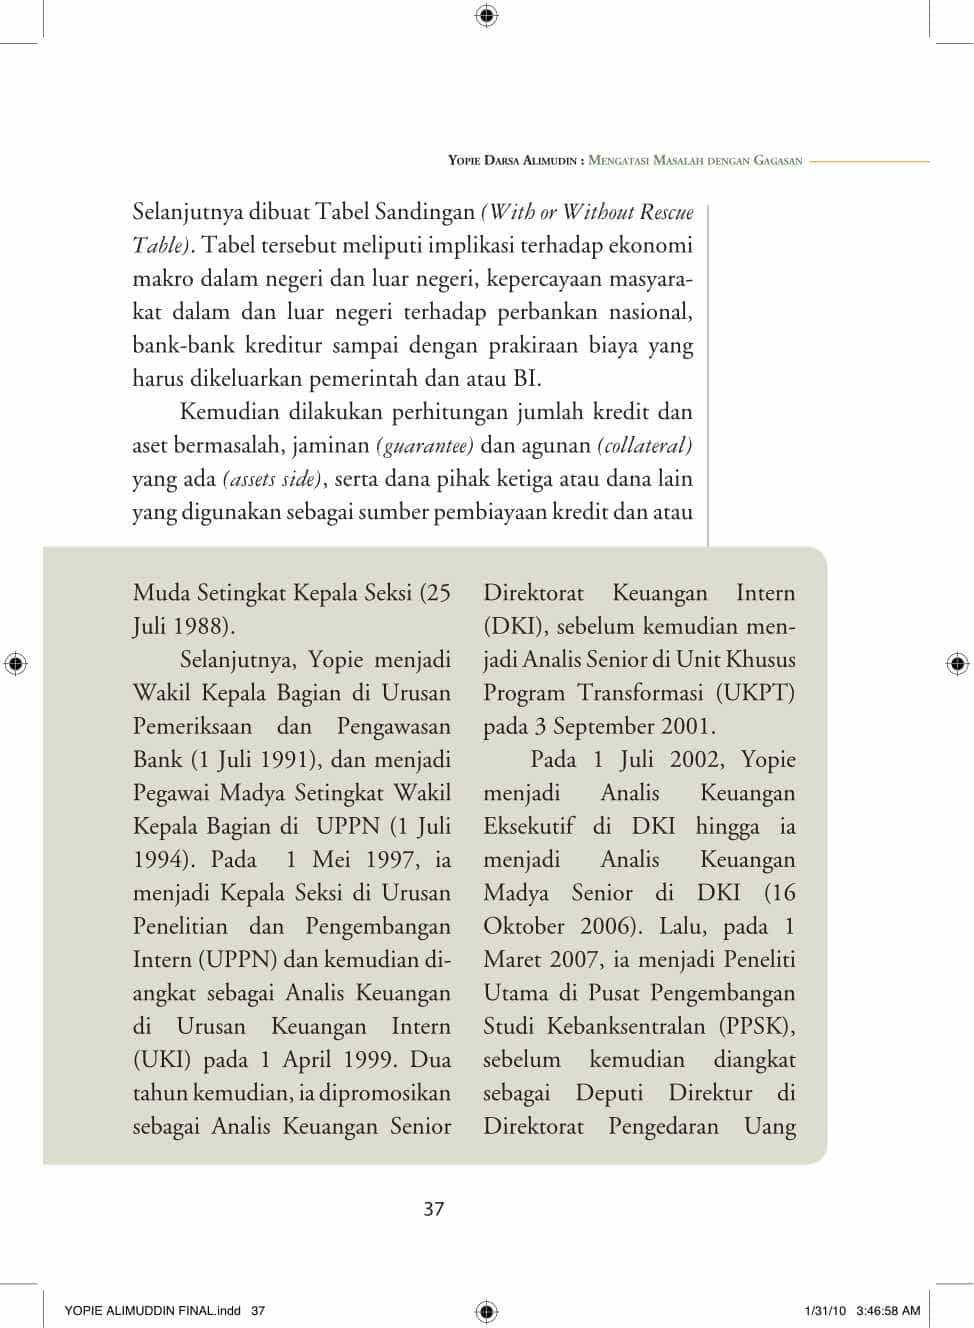 Yopie Darsa Alimudin : Mengatasi Masalah dengan Gagasan
Selanjutnya dibuat Tabel Sandingan (With or Without Rescue
Table). Tabel tersebut meliputi implikasi terhadap ekonomi
makro dalam negeri dan luar negeri, kepercayaan masyara-
kat dalam dan luar negeri terhadap perbankan nasional,
bank-bank kreditur sampai dengan prakiraan biaya yang
harus dikeluarkan pemerintah dan atau BI.
Kemudian dilakukan perhitungan jumlah kredit dan
aset bermasalah, jaminan (guarantee) dan agunan (collateral)
yang ada (assets side), serta dana pihak ketiga atau dana lain
yang digunakan sebagai sumber pembiayaan kredit dan atau
Muda Setingkat Kepala Seksi (25
Juli 1988).
Selanjutnya, Yopie menjadi
Wakil Kepala Bagian di Urusan
Pemeriksaan dan Pengawasan
Bank (1 Juli 1991), dan menjadi
Pegawai Madya Setingkat Wakil
Kepala Bagian di UPPN (1 Juli
1994). Pada 1 Mei 1997, ia
menjadi Kepala Seksi di Urusan
Penelitian dan Pengembangan
Intern (UPPN) dan kemudian di-
angkat sebagai Analis Keuangan
di Urusan Keuangan Intern
(UKI) pada 1 April 1999. Dua
tahun kemudian, ia dipromosikan
sebagai Analis Keuangan Senior
Direktorat Keuangan Intern
(DKI), sebelum kemudian men-
jadi Analis Senior di Unit Khusus
Program Transformasi (UKPT)
pada 3 September 2001.
Pada 1 Juli 2002, Yopie
menjadi Analis Keuangan
Eksekutif di DKI hingga ia
menjadi Analis Keuangan
Madya Senior di DKI (16
Oktober 2006). Lalu, pada 1
Maret 2007, ia menjadi Peneliti
Utama di Pusat Pengembangan
Studi Kebanksentralan (PPSK),
sebelum kemudian diangkat
sebagai Deputi Direktur di
Direktorat Pengedaran Uang
37
YOPIE ALIMUDDIN FINAL.indd 37
1/31/10 3:46:58 AM